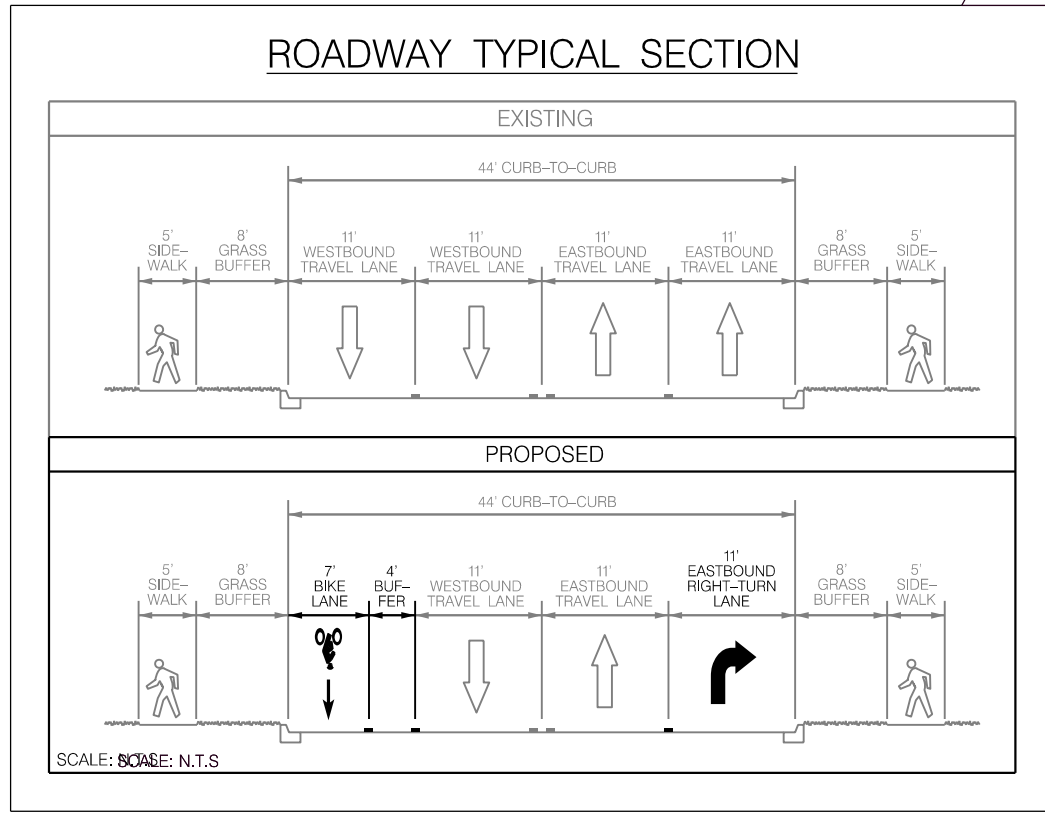 ROADWAY TYPICAL SECTION
EXISTING
44' CURB–TO–CURB
5'
SIDE–
WALK
8'
GRASS
BUFFER
11'
WESTBOUND
TRAVEL LANE
11'
WESTBOUND
TRAVEL LANE
11'
EASTBOUND
TRAVEL LANE
11'
EASTBOUND
TRAVEL LANE
8'
GRASS
BUFFER
5'
SIDE–
WALK
PROPOSED
44' CURB–TO–CURB
5'
SIDE–
WALK
8'
GRASS
BUFFER
7'
BIKE
LANE
4'
BUF–
FER
11'
WESTBOUND
TRAVEL LANE
11'
EASTBOUND
TRAVEL LANE
11'
EASTBOUND
RIGHT–TURN
LANE
8'
GRASS
BUFFER
5'
SIDE–
WALK
SCALE: N.T.S
SCALE: N.T.S